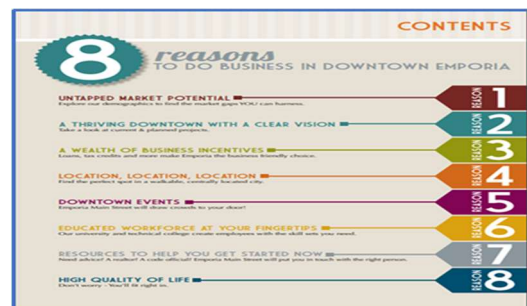 CONTENTS
8 reasons
TO DO BUSINESS IN DOWNTOWN EMPORIA
UNTAPPED MARKET POTENTIAL
Explore our demographics to find the market gaps YOU can harness.
REASON 1
A THRIVING DOWNTOWN WITH A CLEAR VISION
Take a look at current & planned projects.
REASON 2
A WEALTH OF BUSINESS INCENTIVES
Loans, tax credits and more make Emporia the business friendly choice.
REASON 3
LOCATION, LOCATION, LOCATION
Find the perfect spot in a walkable, centrally located city.
REASON 4
DOWNTOWN EVENTS
Emporia Main Street will draw crowds to your door!
REASON 5
EDUCATED WORKFORCE AT YOUR FINGERTIPS
Our university and technical college create employees with the skill sets you need.
REASON 6
RESOURCES TO HELP YOU GET STARTED NOW
Need advice? A realtor? A code official? Emporia Main Street will put you in touch with the right person.
REASON 7
HIGH QUALITY OF LIFE
Don't worry - You'll fit right in.
REASON 8